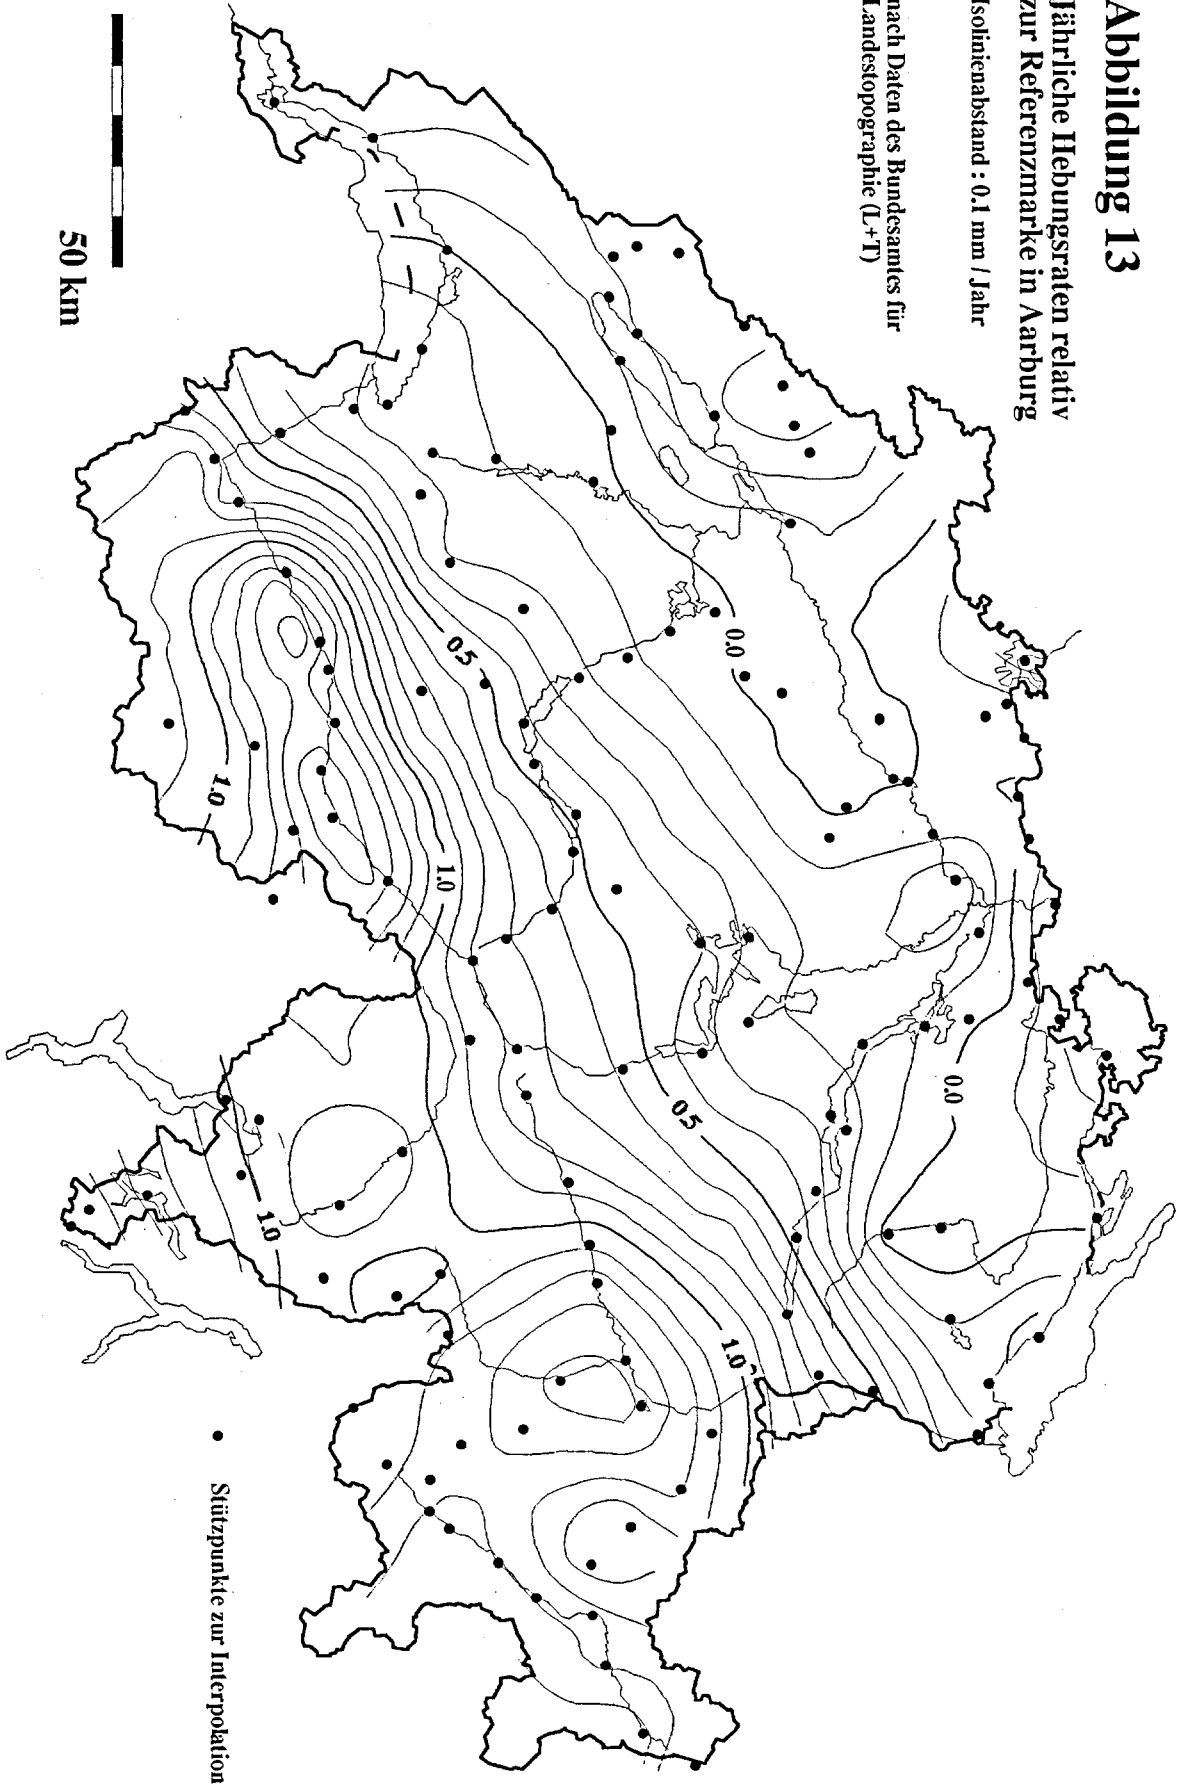 Abbildung 13
Jährliche Hebungsraten relativ
zur Referenzmarke in Aarburg
Isolinienabstand : 0.1 mm / Jahr
nach Daten des Bundesamtes für
Landestopographie (L+T)
0.0
0.0
0.5
0.5
1.0
1.0
1.0
1.0
50 km
Stützpunkte zur Interpolation